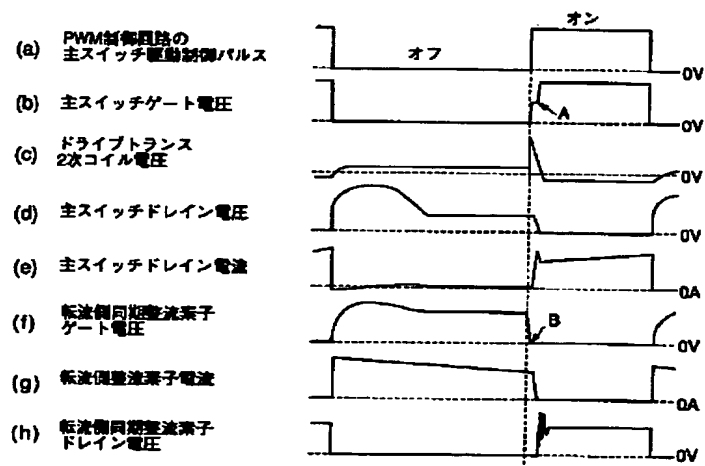 オン
オフ
(a) PWM制御回路の
主スイッチ駆動制御パルス
0V
(b) 主スイッチゲート電圧
A
0V
(c) ドライブトランス
2次コイル電圧
0V
(d) 主スイッチドレイン電圧
0V
(e) 主スイッチドレイン電流
0A
(f) 転流側同期整流素子
ゲート電圧
B
0V
(g) 転流側整流素子電流
0A
(h) 転流側同期整流素子
ドレイン電圧
0V